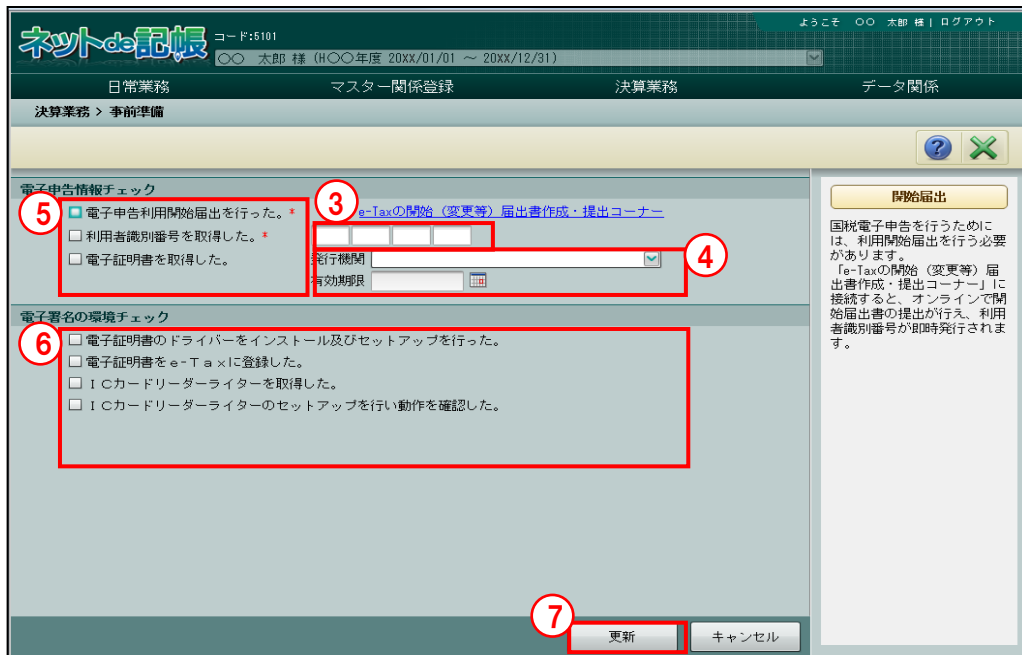 ようこそ 〇〇 太郎 様 | ログアウト
ネットde記帳
コード:5101
〇〇 太郎 様 (H〇〇年度 20XX/01/01 ～ 20XX/12/31)
日常業務 マスター関係登録 決算業務 データ関係
決算業務 > 事前準備
電子申告情報チェック
⑤
電子申告利用開始届出を行った。*
③
e-Taxの開始（変更等）届出書作成・提出コーナー
利用者識別番号を取得した。*
電子証明書を取得した。
発行機関
④
有効期限
電子署名の環境チェック
⑥
電子証明書のドライバーをインストール及びセットアップを行った。
電子証明書をｅ-Ｔａｘに登録した。
ＩＣカードリーダーライターを取得した。
ＩＣカードリーダーライターのセットアップを行い動作を確認した。
開始届出
国税電子申告を行うために
は、利用開始届出を行う必要
があります。
「e-Taxの開始（変更等）届
出書作成・提出コーナー」に
接続すると、オンラインで開
始届出書の提出が行え、利用
者識別番号が即時発行されま
す。
⑦
更新
キャンセル